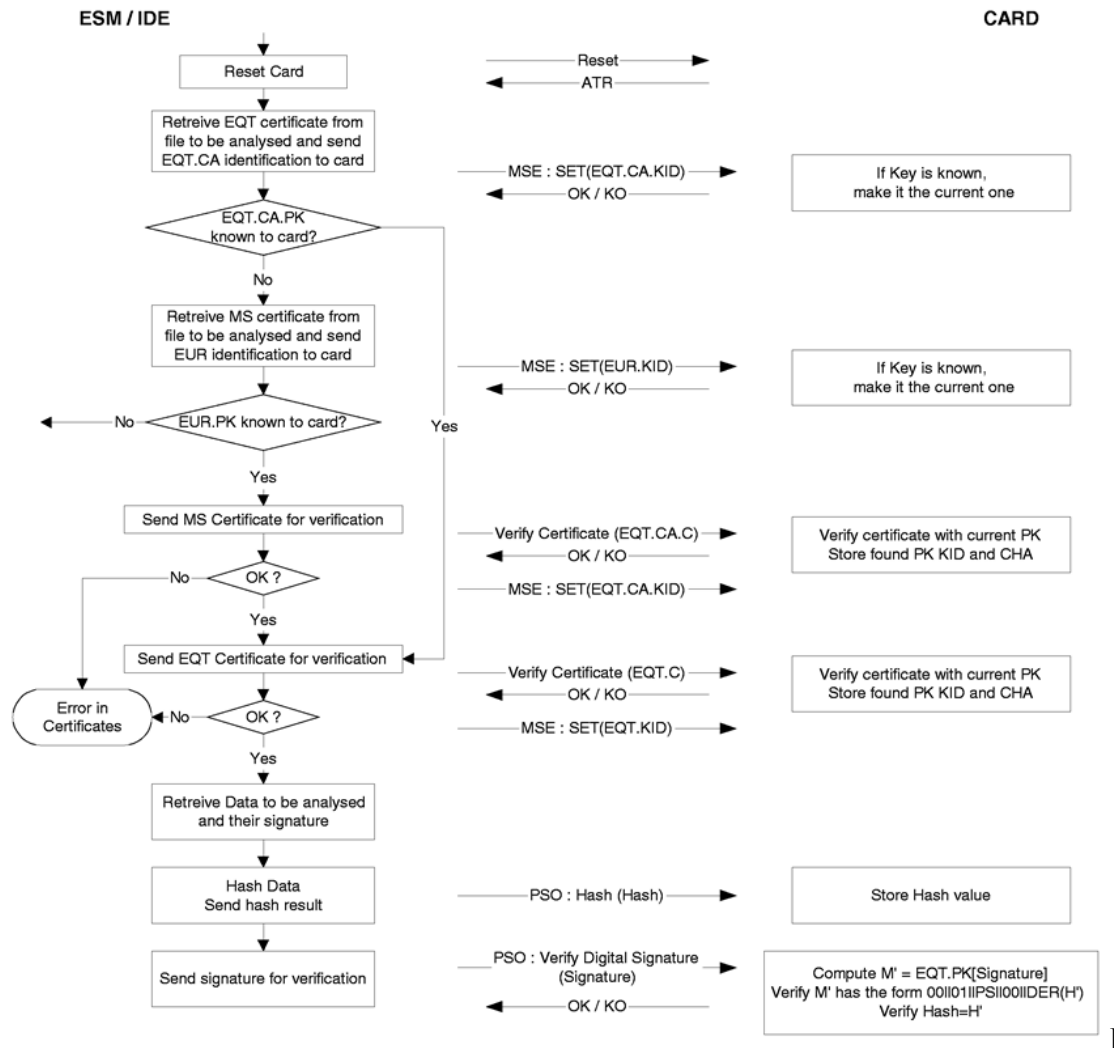 ESM / IDE
CARD
Reset Card
Reset
ATR
Retreive EQT certificate from
file to be analysed and send
EQT.CA identification to card
MSE : SET(EQT.CA.KID)
OK / KO
If Key is known,
make it the current one
EQT.CA.PK
known to card?
No
Yes
Retreive MS certificate from
file to be analysed and send
EUR identification to card
MSE : SET(EUR.KID)
OK / KO
If Key is known,
make it the current one
No
EUR.PK known to card?
Yes
Send MS Certificate for verification
Verify Certificate (EQT.CA.C)
OK / KO
MSE : SET(EQT.CA.KID)
Verify certificate with current PK
Store found PK KID and CHA
No
OK ?
Yes
Send EQT Certificate for verification
Verify Certificate (EQT.C)
OK / KO
MSE : SET(EQT.KID)
Verify certificate with current PK
Store found PK KID and CHA
Error in
Certificates
No
OK ?
Yes
Retreive Data to be analysed
and their signature
Hash Data
Send hash result
PSO : Hash (Hash)
Store Hash value
Send signature for verification
PSO : Verify Digital Signature
(Signature)
OK / KO
Compute M' = EQT.PK[Signature]
Verify M' has the form 00||01||PS||00||DER(H')
Verify Hash=H'